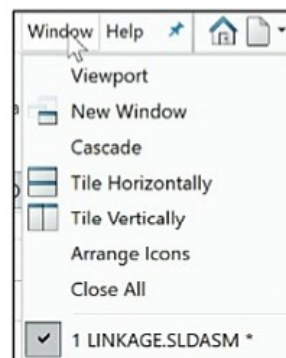 Window Help
Viewport
New Window
Cascade
Tile Horizontally
Tile Vertically
Arrange Icons
Close All
1 LINKAGE.SLDASM *